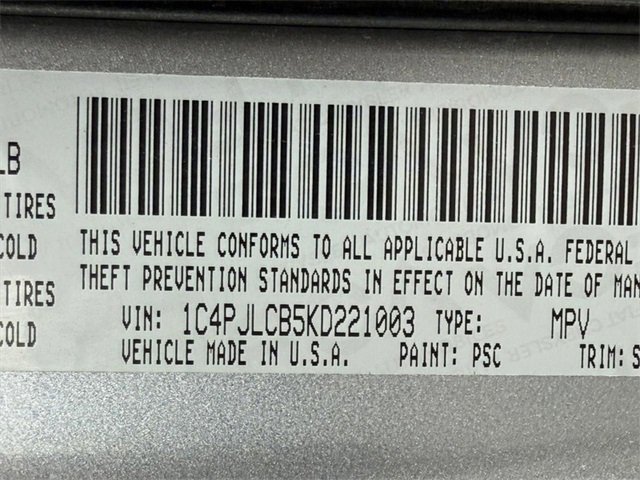 LB
TIRES
COLD
TIRES
COLD
THIS VEHICLE CONFORMS TO ALL APPLICABLE U.S.A. FEDERAL
THEFT PREVENTION STANDARDS IN EFFECT ON THE DATE OF MAN
VIN: 1C4PJLCB5KD221003 TYPE: MPV
VEHICLE MADE IN U.S.A. PAINT: PSC TRIM: S